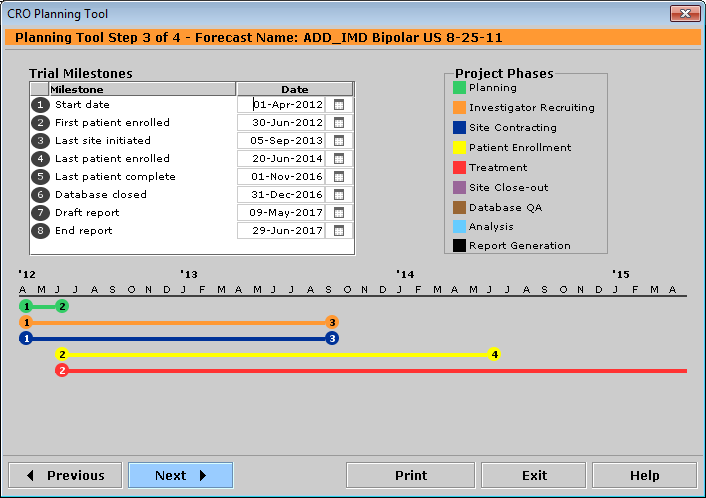 CRO Planning Tool
Planning Tool Step 3 of 4 - Forecast Name: ADD_IMD Bipolar US 8-25-11
Trial Milestones
Milestone Date
1 Start date 01-Apr-2012
2 First patient enrolled 30-Jun-2012
3 Last site initiated 05-Sep-2013
4 Last patient enrolled 20-Jun-2014
5 Last patient complete 01-Nov-2016
6 Database closed 31-Dec-2016
7 Draft report 09-May-2017
8 End report 29-Jun-2017
Project Phases
Planning
Investigator Recruiting
Site Contracting
Patient Enrollment
Treatment
Site Close-out
Database QA
Analysis
Report Generation
'12 '13 '14 '15
A M J J A S O N D J F M A M J J A S O N D J F M A M J J A S O N D J F M A
1 2
1 3
1 3
2 4
2
Previous Next Print Exit Help